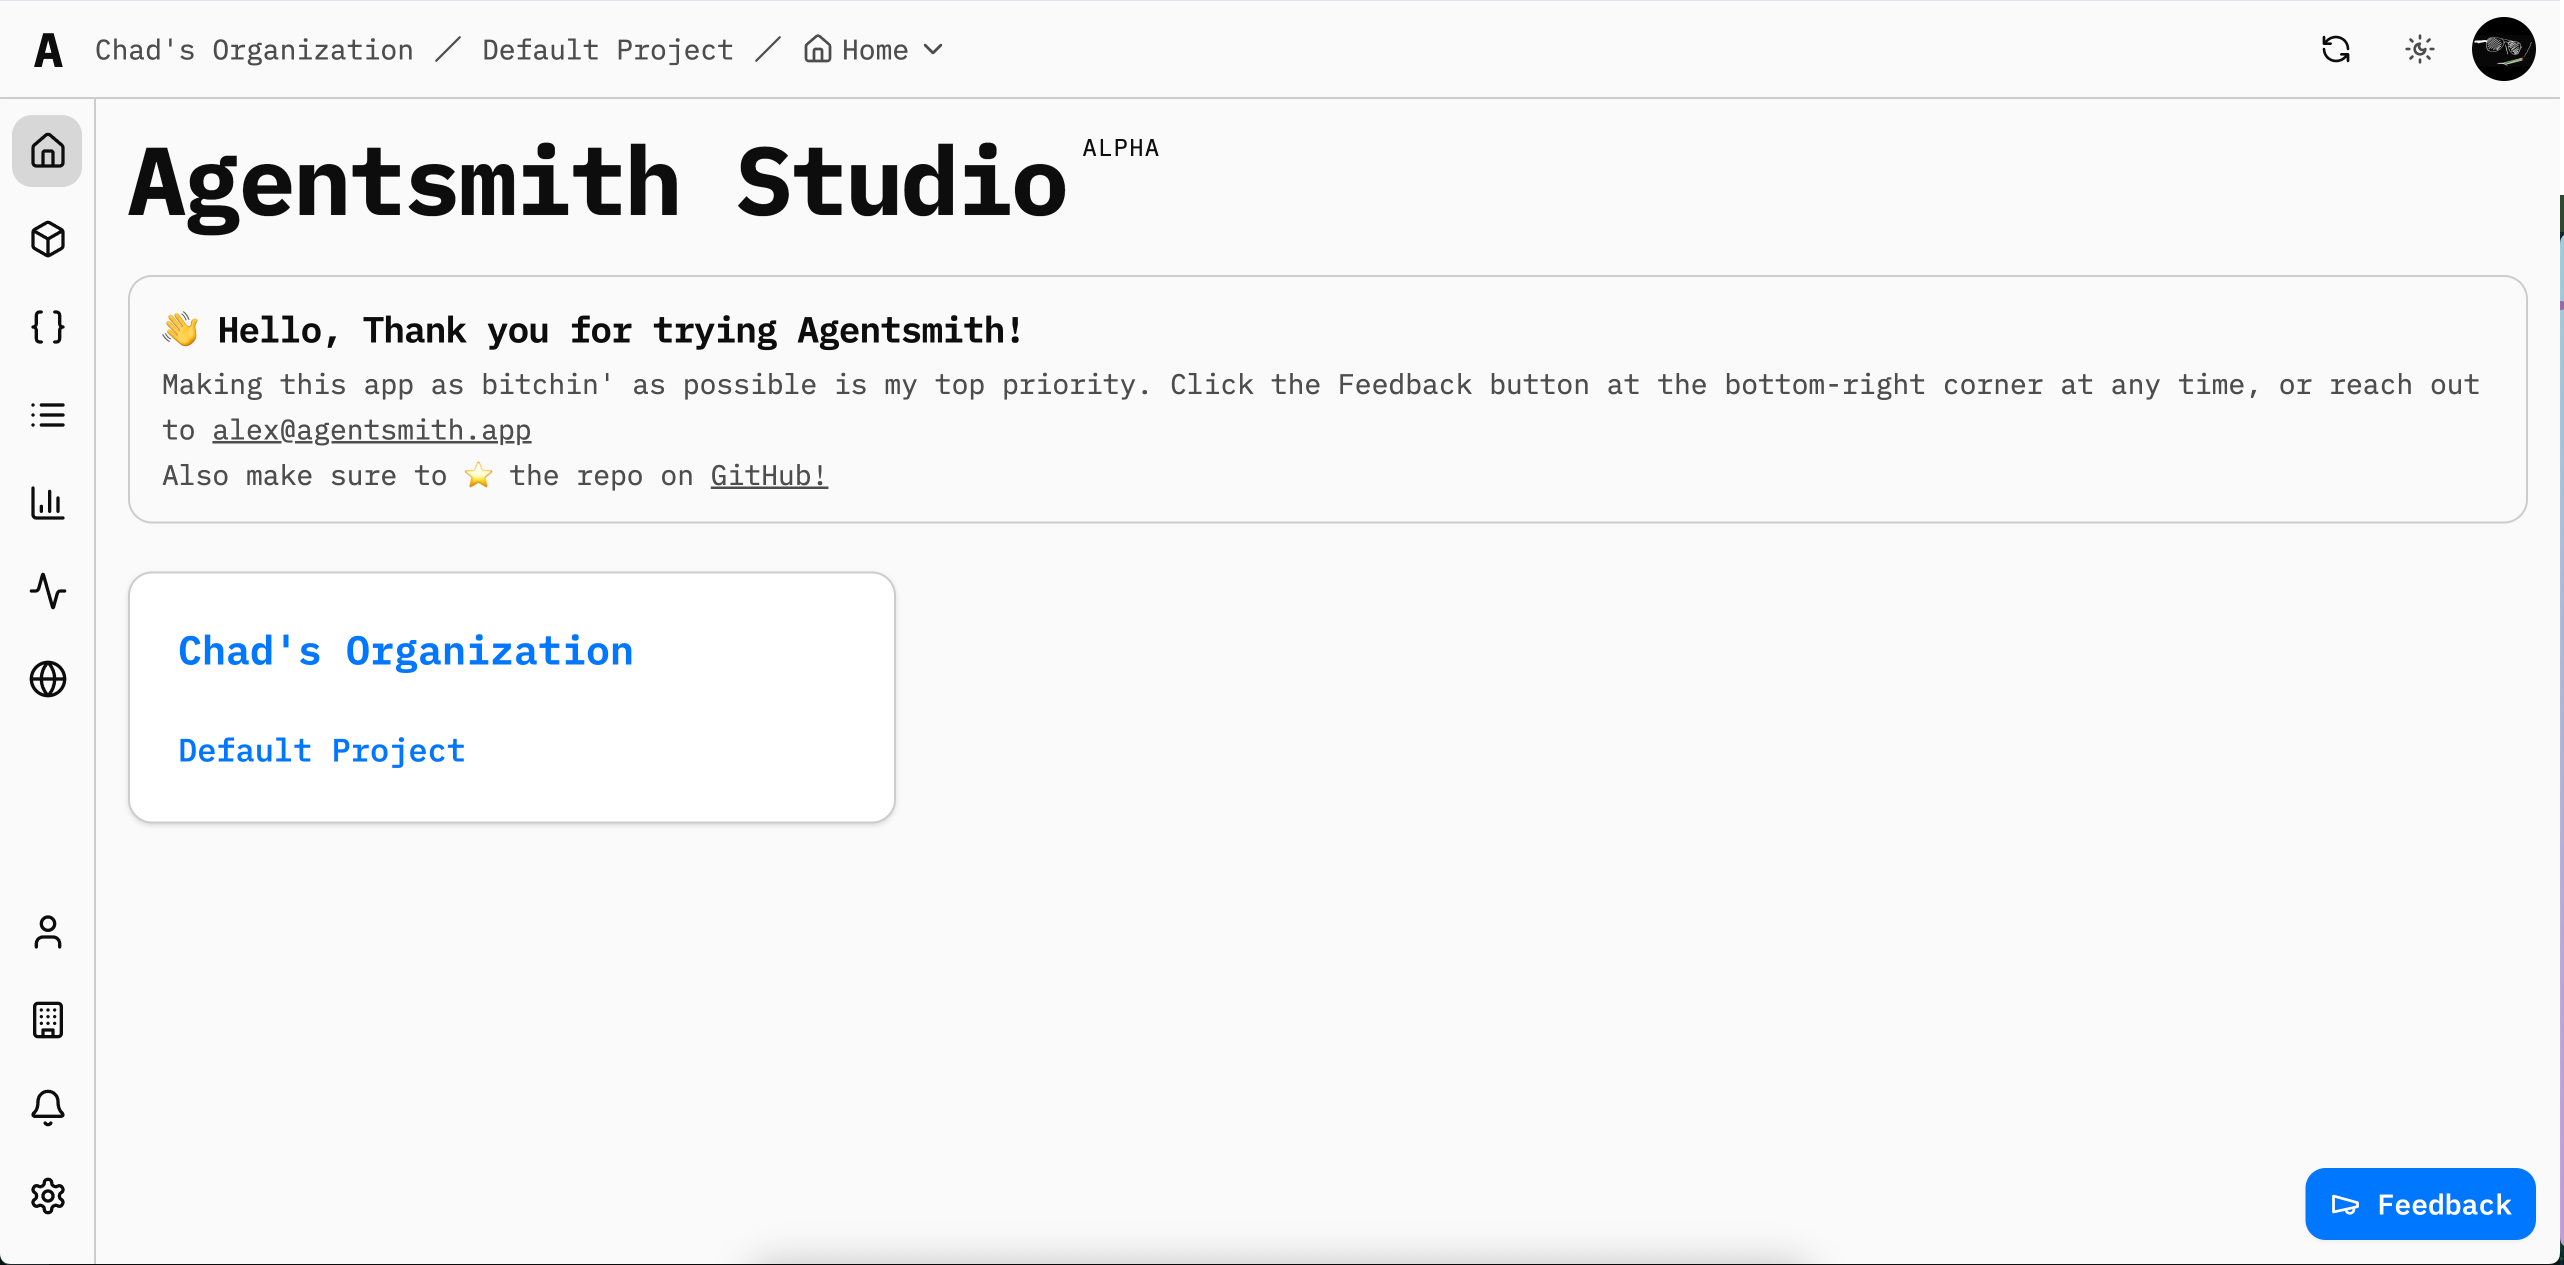 A Chad's Organization / Default Project / Home
Agentsmith Studio ALPHA
👋 Hello, Thank you for trying Agentsmith!
Making this app as bitchin' as possible is my top priority. Click the Feedback button at the bottom-right corner at any time, or reach out
to alex@agentsmith.app
Also make sure to ⭐ the repo on GitHub!
Chad's Organization
Default Project
Feedback